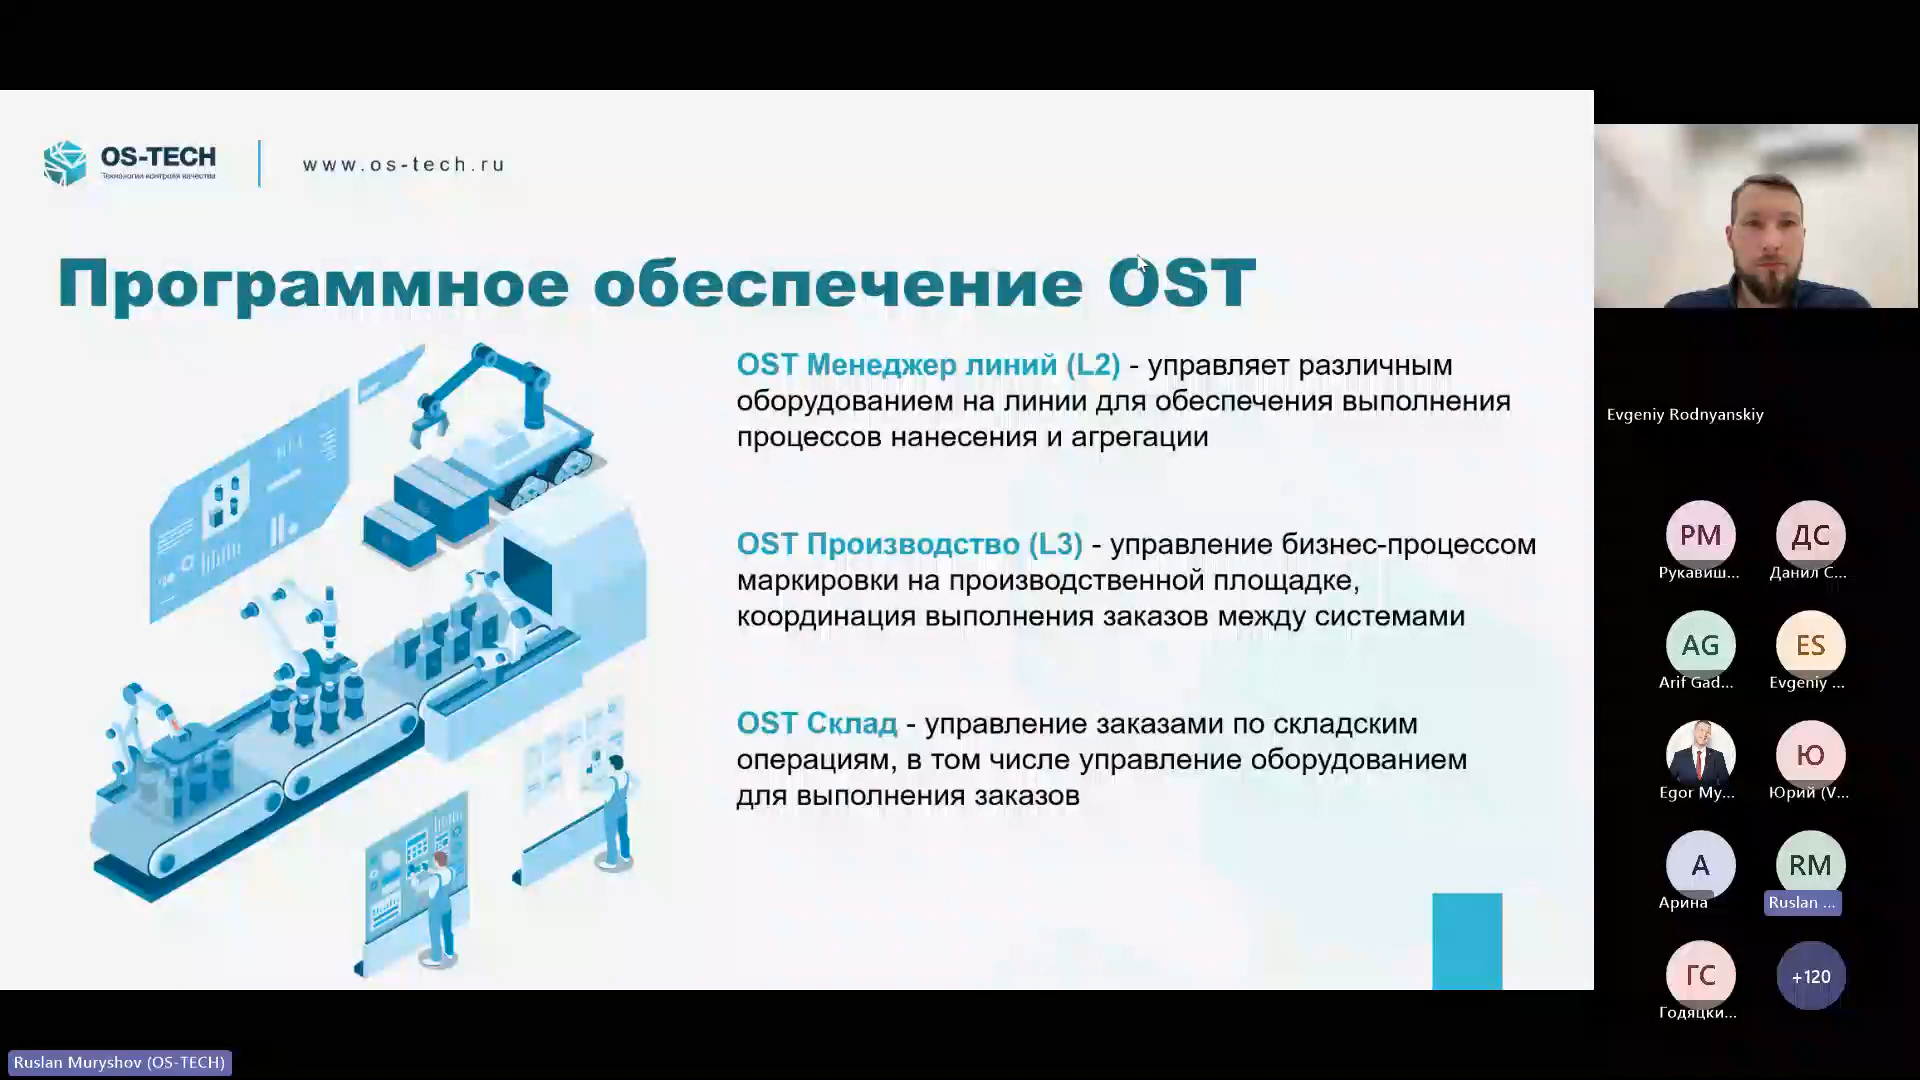 OS-TECH
Технологии контроля качества
www.os-tech.ru
Программное обеспечение OST
OST Менеджер линий (L2) - управляет различным
оборудованием на линии для обеспечения выполнения
процессов нанесения и агрегации
OST Производство (L3) - управление бизнес-процессом
маркировки на производственной площадке,
координация выполнения заказов между системами
OST Склад - управление заказами по складским
операциям, в том числе управление оборудованием
для выполнения заказов
Evgeniy Rodnyanskiy
РМ
Рукавиш...
ДС
Данил С...
AG
Arif Gad...
ES
Evgeniy ...
Egor My...
Ю
Юрий (V...
А
Арина
RM
Ruslan ...
ГС
Годяцки...
+120
Ruslan Muryshov (OS-TECH)